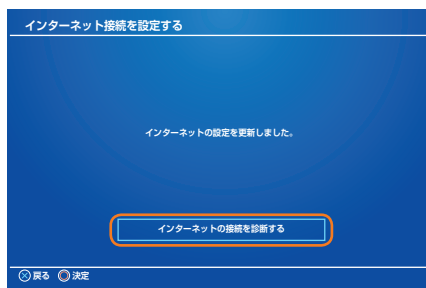 インターネット接続を設定する
インターネットの設定を更新しました。
インターネットの接続を診断する
戻る 決定